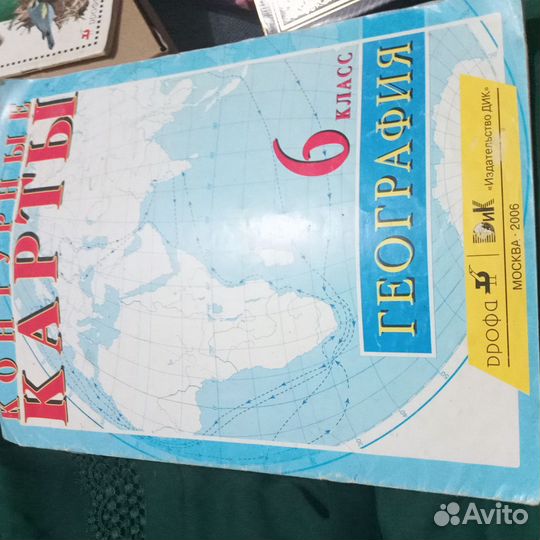 КОНТУРНЫЕ
КАРТЫ
6 КЛАСС
ГЕОГРАФИЯ
дрофа ДИК «Издательство ДИК»
МОСКВА · 2006
Avito